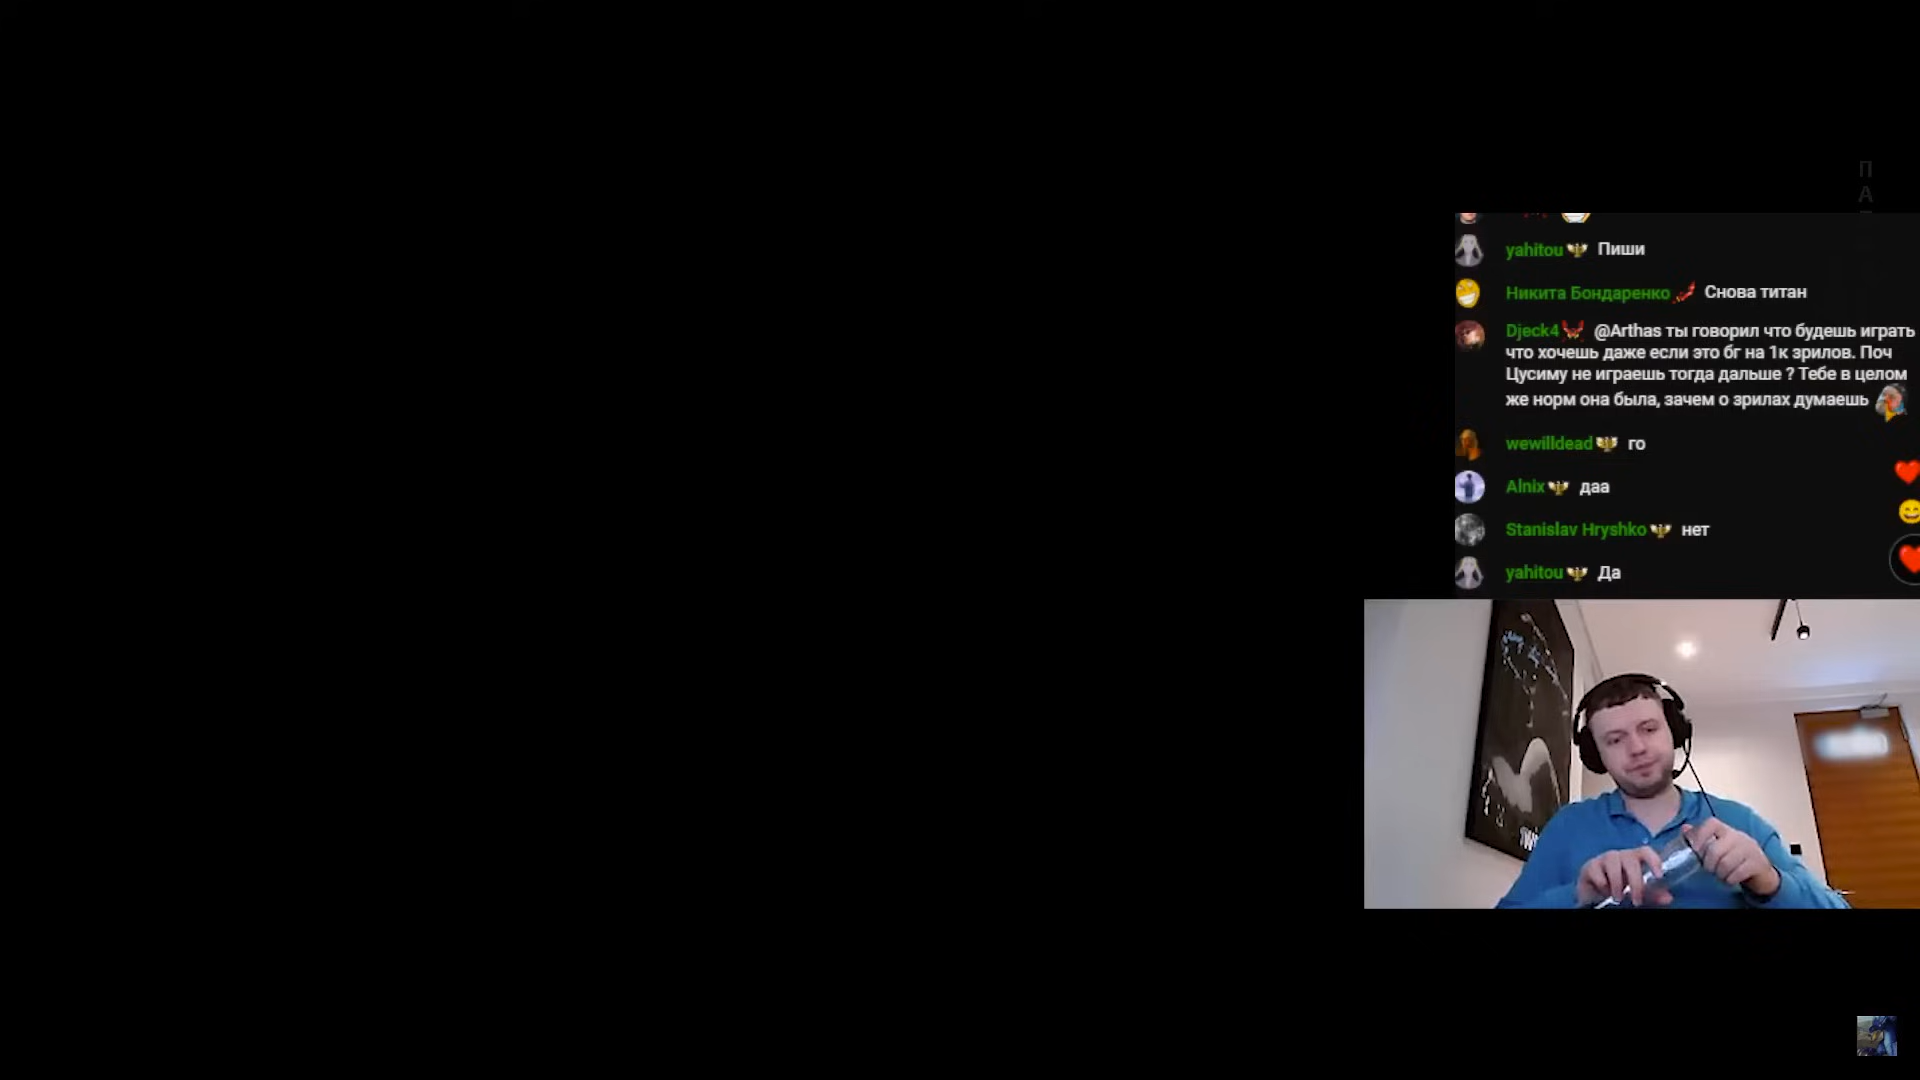 П
А
yahitou Пиши
Никита Бондаренко Снова титан
Djeck4 @Arthas ты говорил что будешь играть
что хочешь даже если это бг на 1к зрилов. Поч
Цусиму не играешь тогда дальше ? Тебе в целом
же норм она была, зачем о зрилах думаешь
wewilldead го
Alnix даа
Stanislav Hryshko нет
yahitou Да